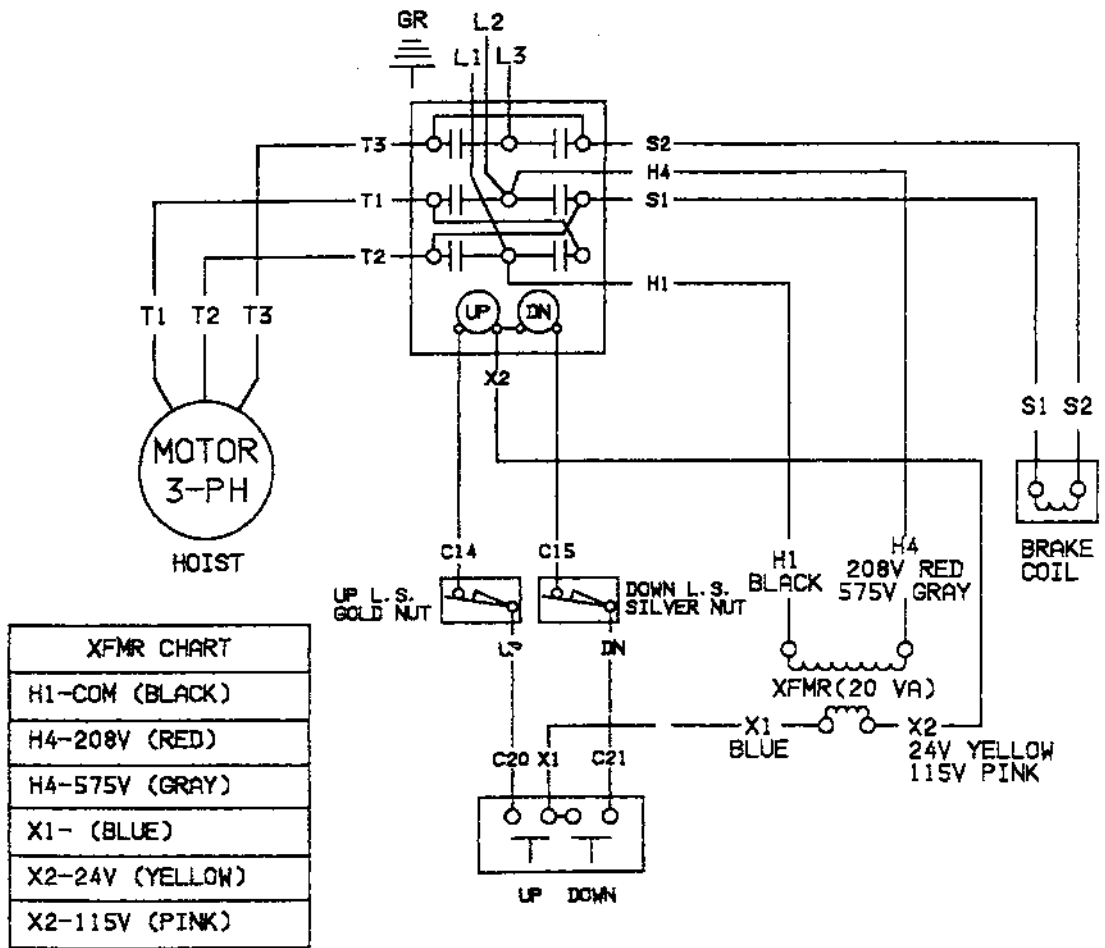 GR
L2
L1 L3
T3
S2
H4
T1
S1
T2
H1
UP DN
T1 T2 T3
X2
S1 S2
MOTOR
3-PH
HOIST
C14 C15
H1
BLACK
H4
208V RED
575V GRAY
BRAKE
COIL
UP L.S.
GOLD NUT
DOWN L.S.
SILVER NUT
DN
XFMR(20 VA)
X1
BLUE
X2
24V YELLOW
115V PINK
C20 X1 C21
UP DOWN
XFMR CHART
H1-COM (BLACK)
H4-208V (RED)
H4-575V (GRAY)
X1- (BLUE)
X2-24V (YELLOW)
X2-115V (PINK)